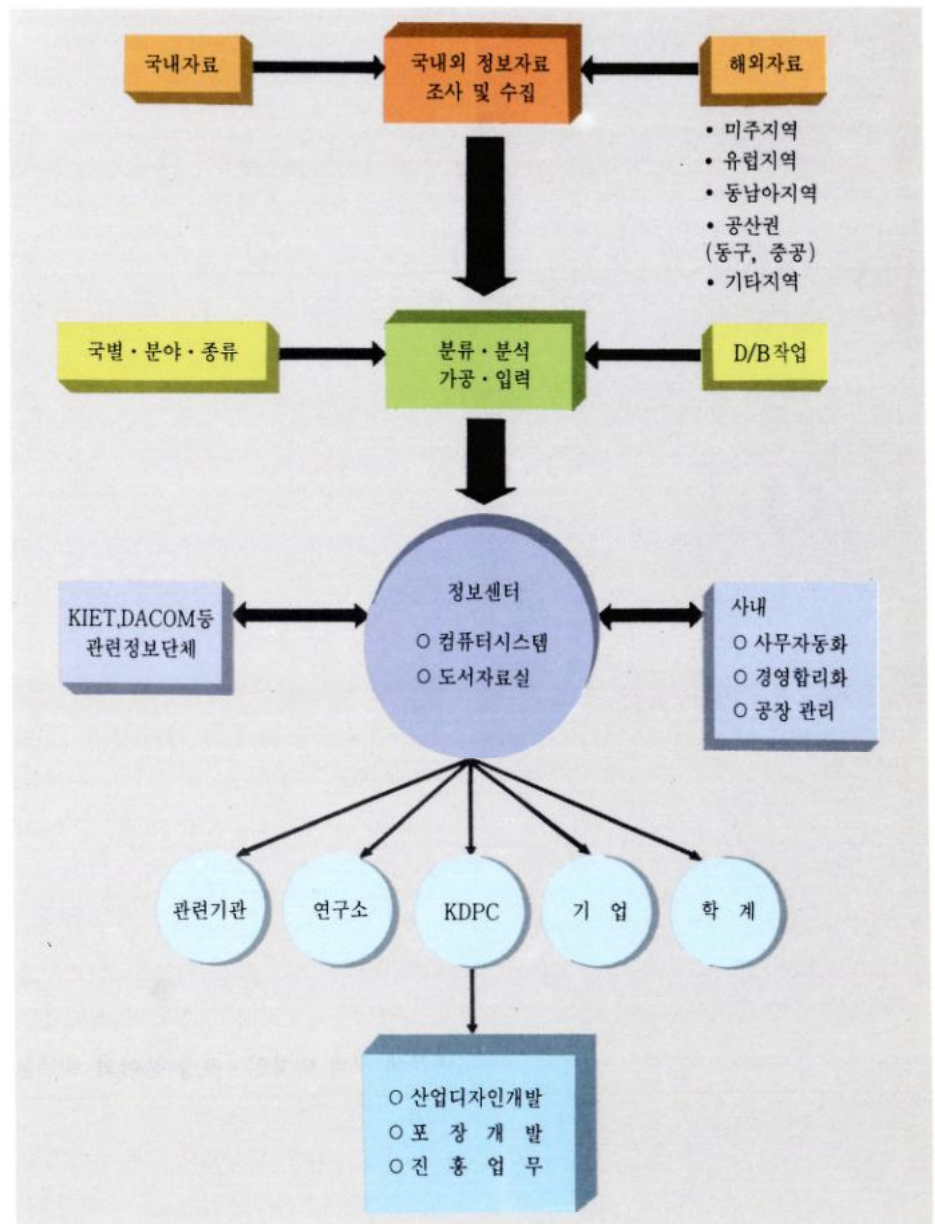 국내자료
국내외 정보자료
조사 및 수집
해외자료
• 미주지역
• 유럽지역
• 동남아지역
• 공산권
(동구, 중공)
• 기타지역
국별·분야·종류
분류·분석
가공·입력
D/B작업
KIET,DACOM등
관련정보단체
정보센터
○ 컴퓨터시스템
○ 도서자료실
사내
○ 사무자동화
○ 경영합리화
○ 공장 관리
관련기관
연구소
KDPC
기 업
학 계
○ 산업디자인개발
○ 포 장 개 발
○ 진 흥 업 무